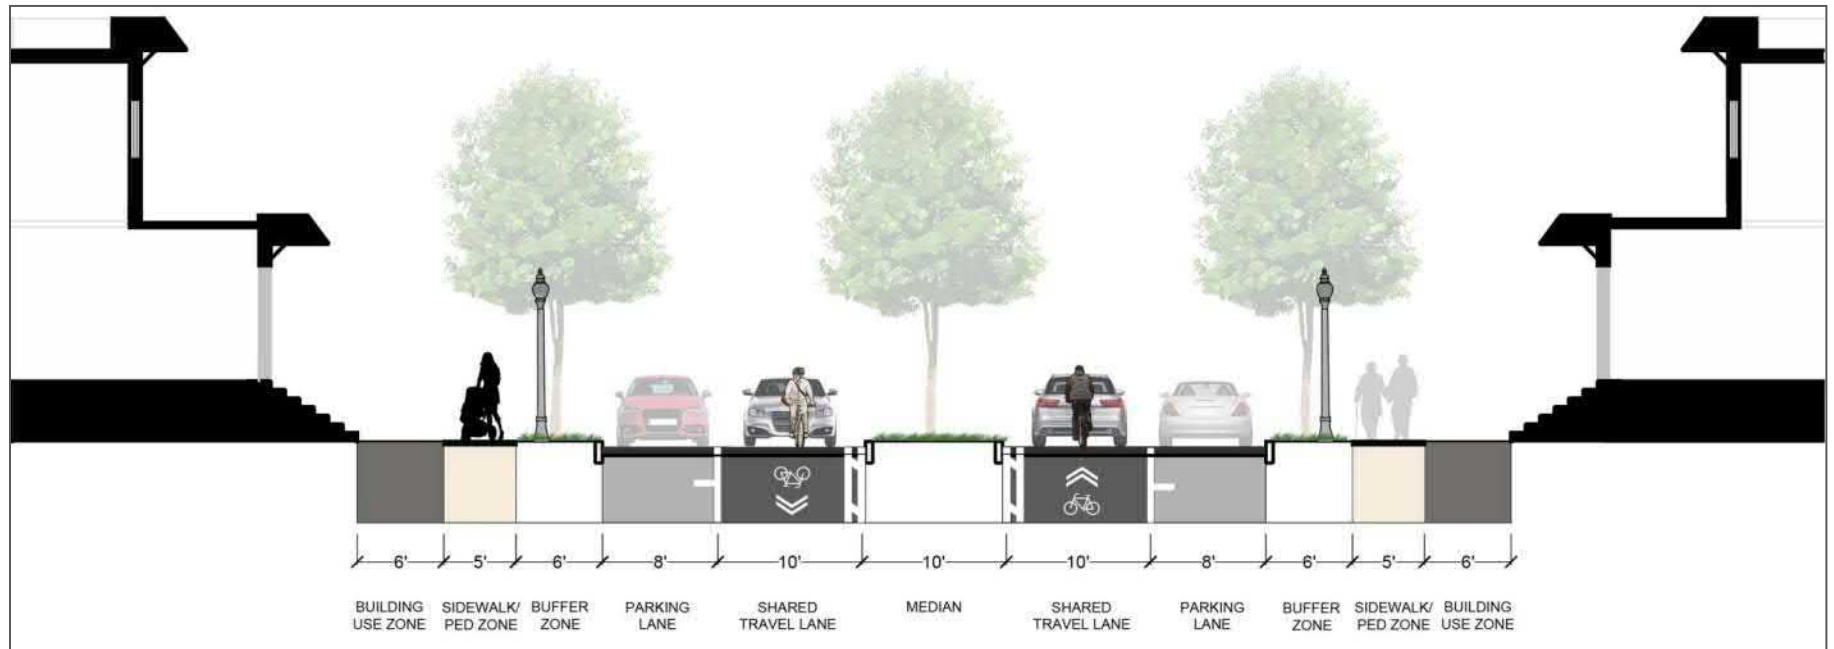 6' 5' 6' 8' 10' 10' 10' 8' 6' 5' 6'
BUILDING SIDEWALK/ BUFFER PARKING SHARED MEDIAN SHARED PARKING BUFFER SIDEWALK/ BUILDING
USE ZONE PED ZONE ZONE LANE TRAVEL LANE TRAVEL LANE LANE ZONE PED ZONE USE ZONE